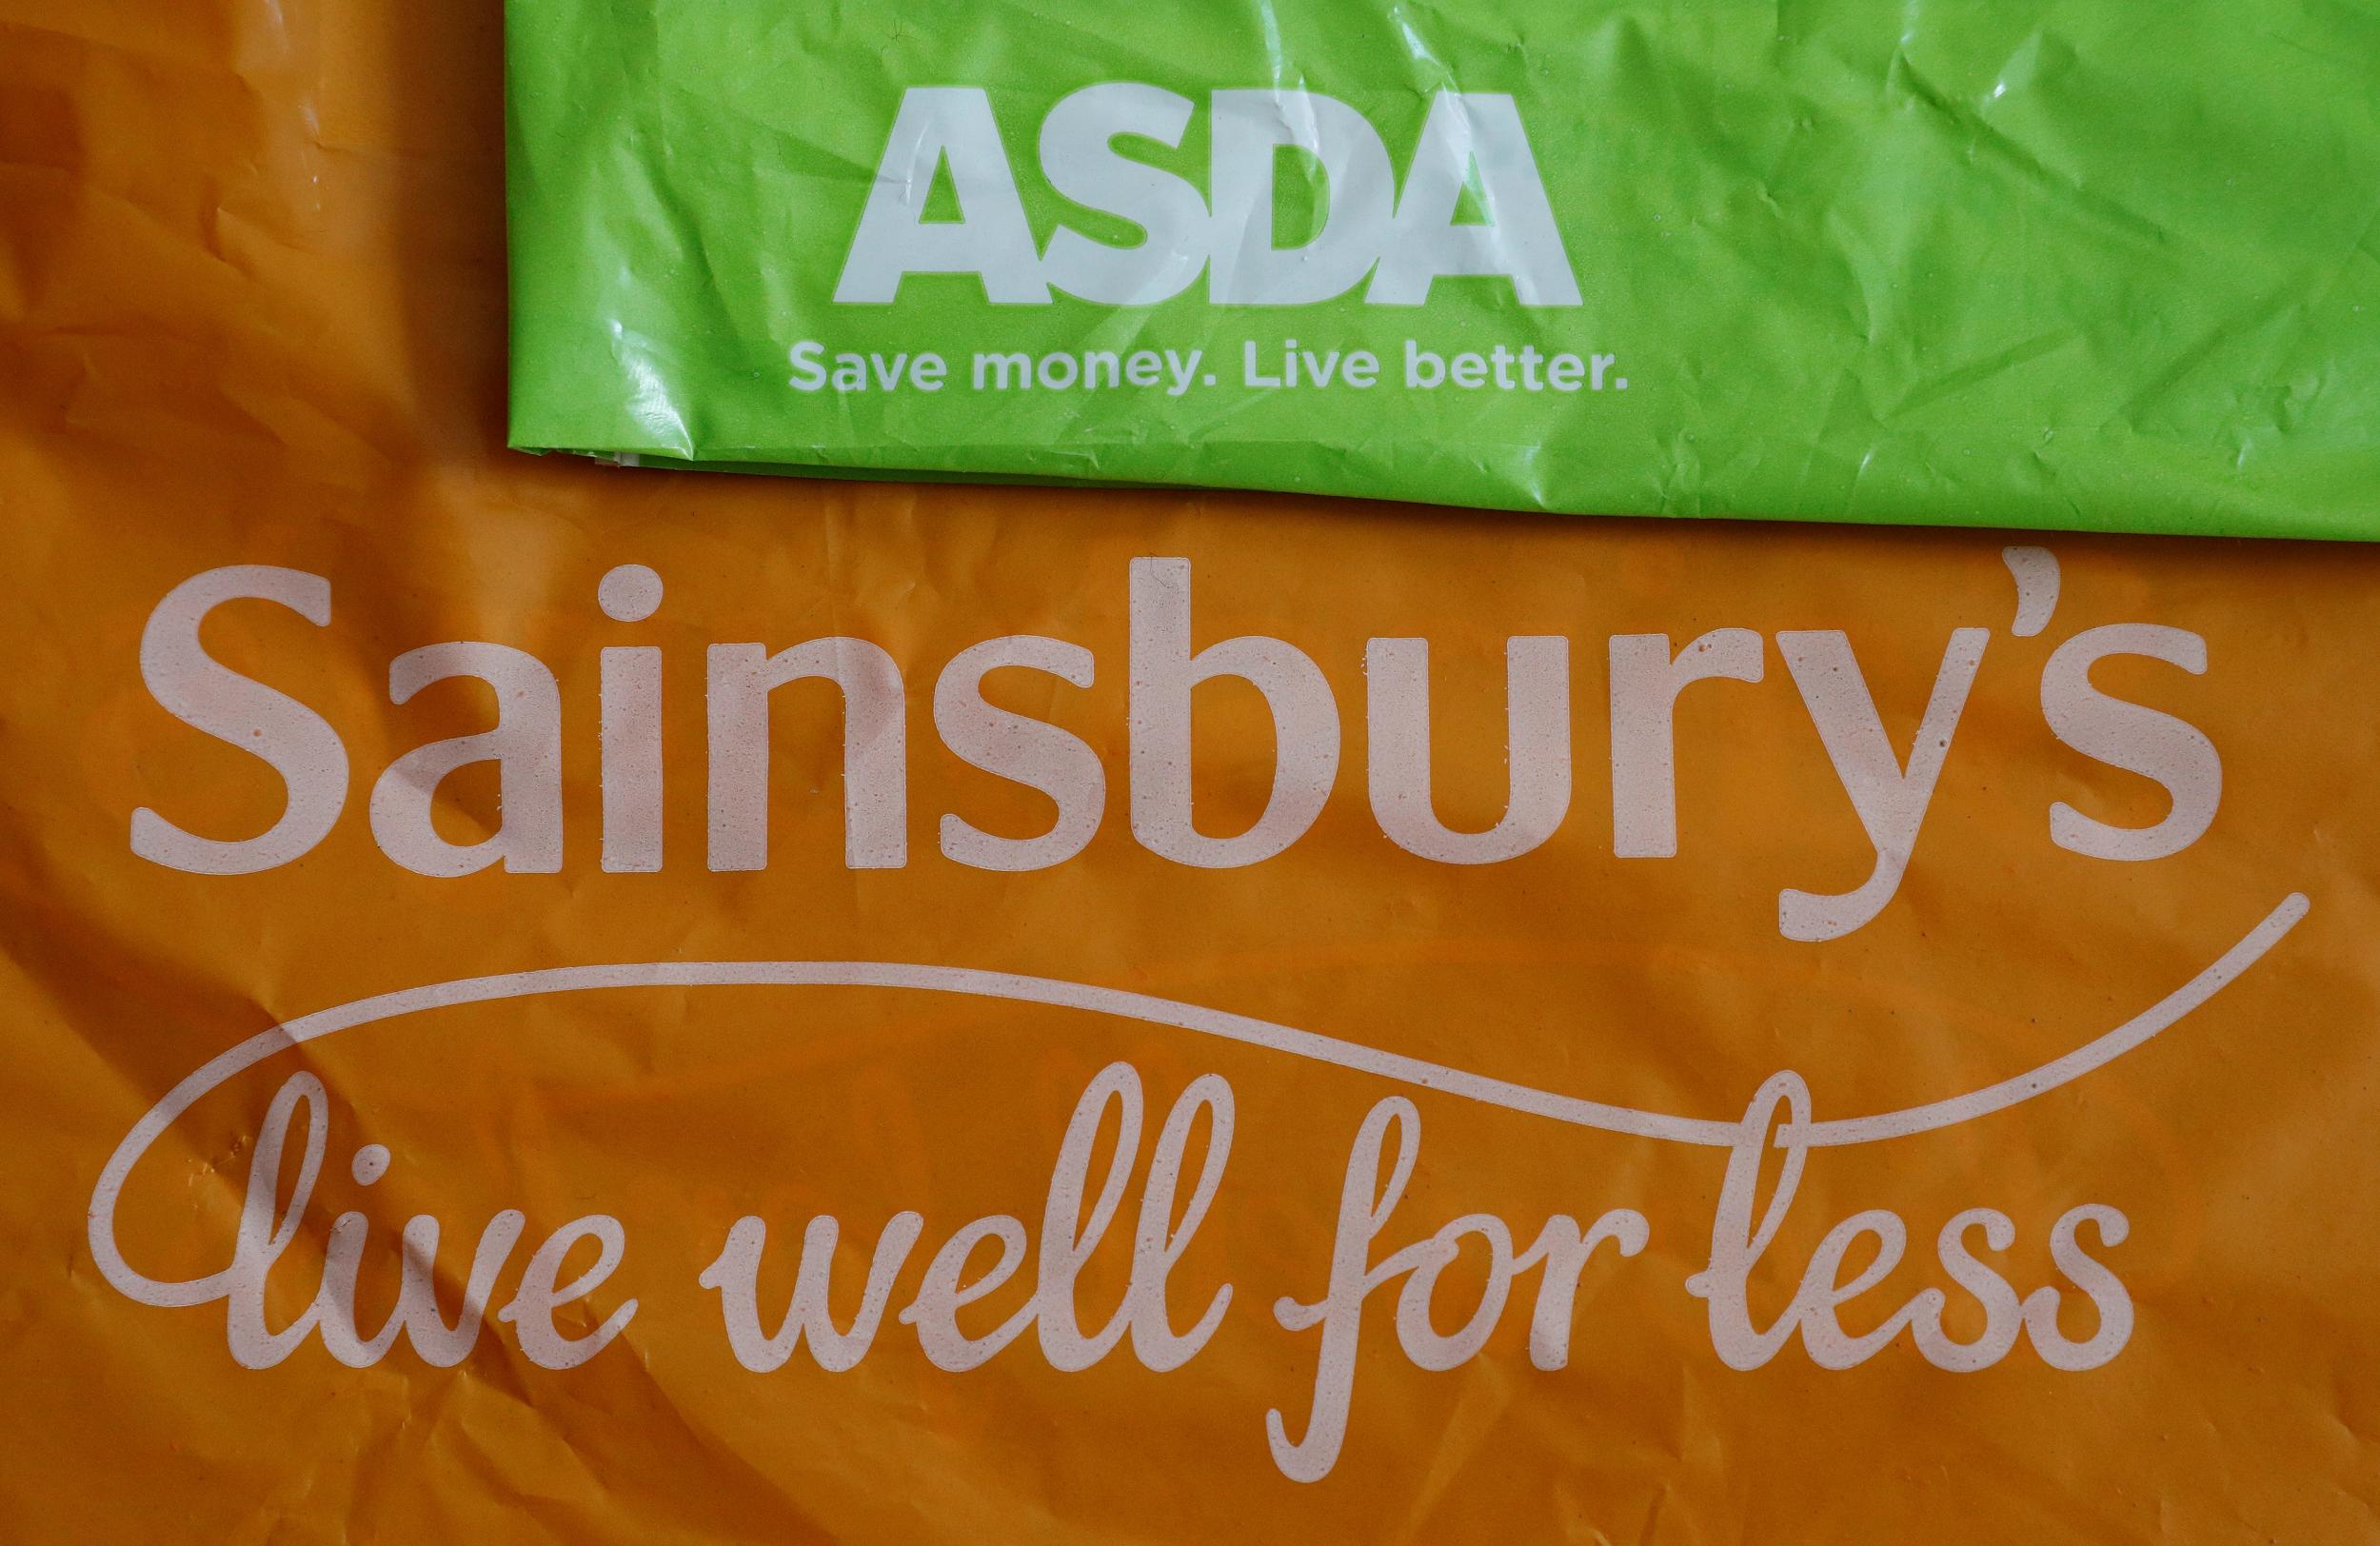 ASDA
Save money. Live better.
Sainsbury's
live well for less